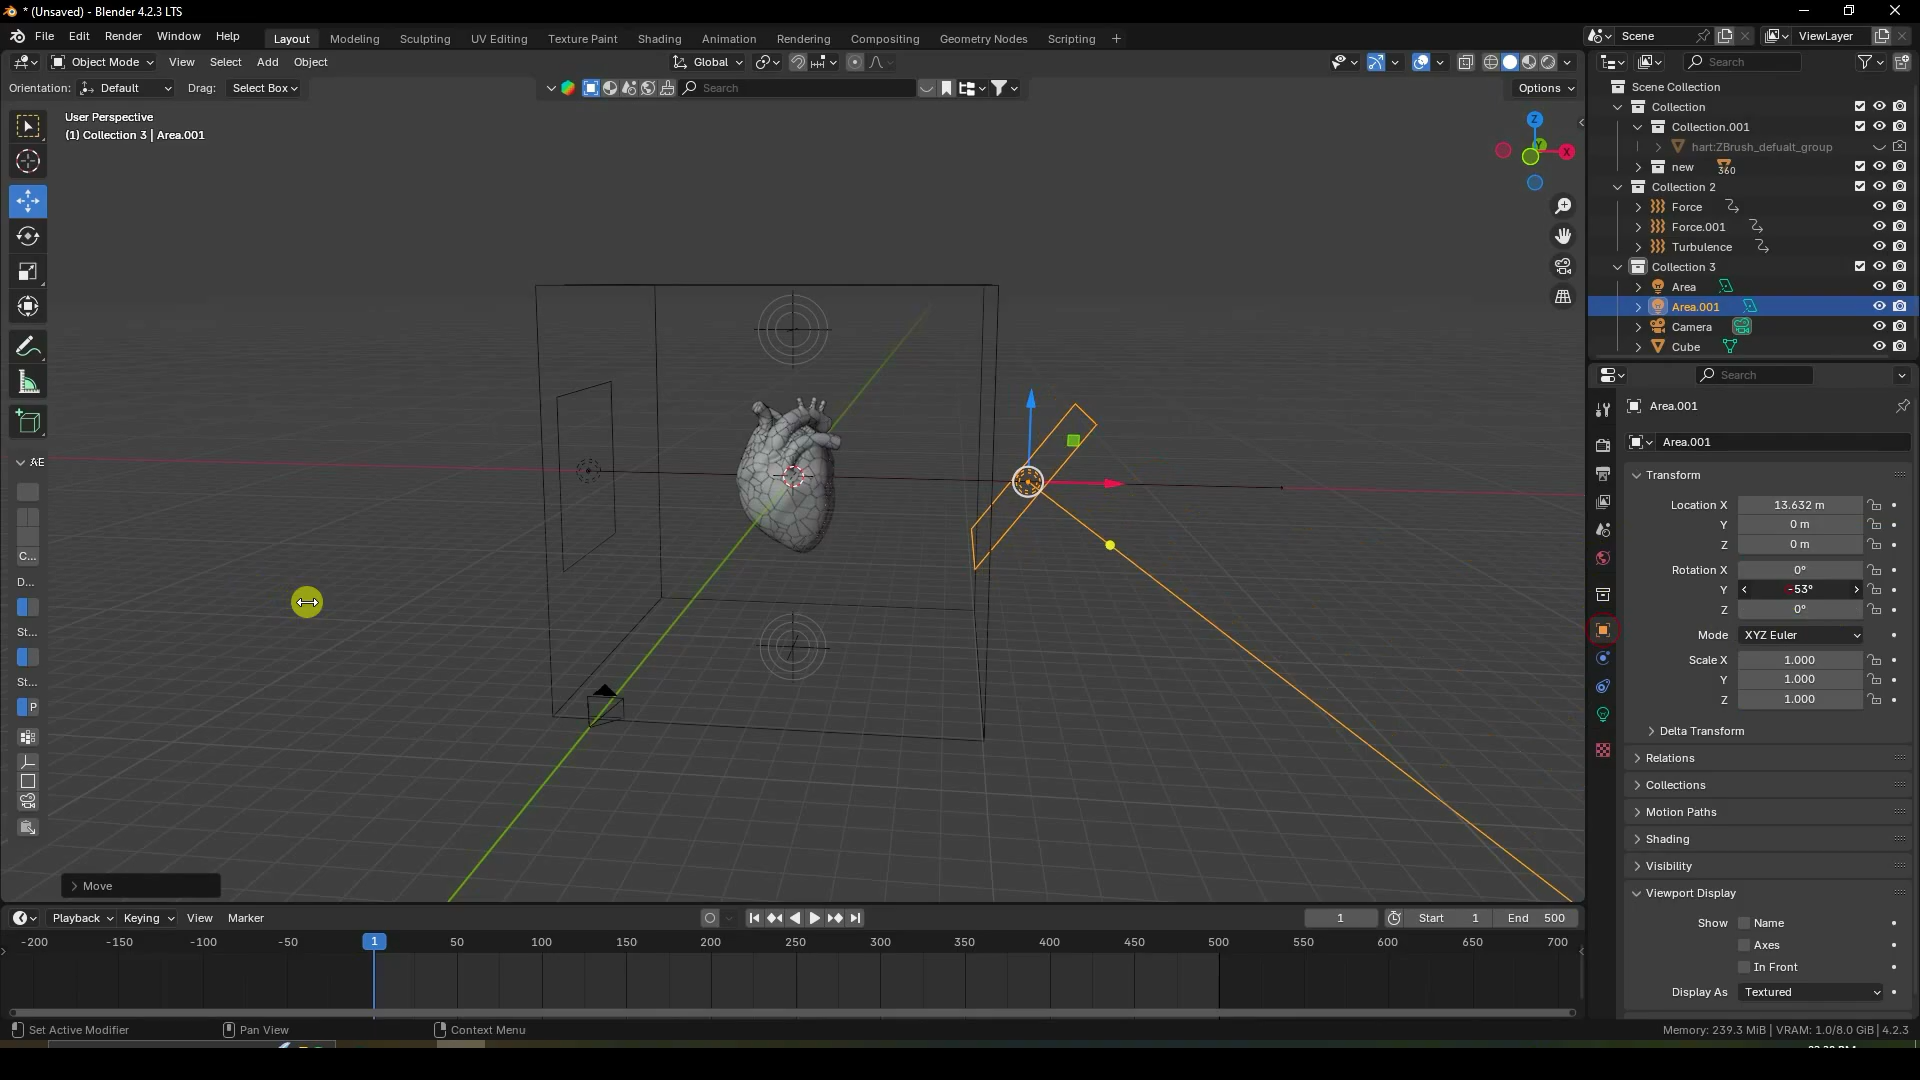 * (Unsaved) - Blender 4.2.3 LTS
File Edit Render Window Help
Layout Modeling Sculpting UV Editing Texture Paint Shading Animation Rendering Compositing Geometry Nodes Scripting +
Scene ViewLayer
Object Mode View Select Add Object Global
Search
Orientation: Default Drag: Select Box Search Options
User Perspective
(1) Collection 3 | Area.001
Z
Y
X
Scene Collection
Collection
Collection.001
hart:ZBrush_defualt_group
new 360
Collection 2
Force
Force.001
Turbulence
Collection 3
Area
Area.001
Camera
Cube
Search
Area.001
Area.001
Transform
Location X 13.632 m
Y 0 m
Z 0 m
Rotation X 0°
Y -53°
Z 0°
Mode XYZ Euler
Scale X 1.000
Y 1.000
Z 1.000
Delta Transform
Relations
Collections
Motion Paths
Shading
Visibility
Viewport Display
Show Name
Axes
In Front
Display As Textured
AE
C...
D...
St...
St...
P
Move
Playback Keying View Marker 1 Start 1 End 500
-200 -150 -100 -50 1 50 100 150 200 250 300 350 400 450 500 550 600 650 700
Set Active Modifier Pan View Context Menu Memory: 239.3 MiB | VRAM: 1.0/8.0 GiB | 4.2.3